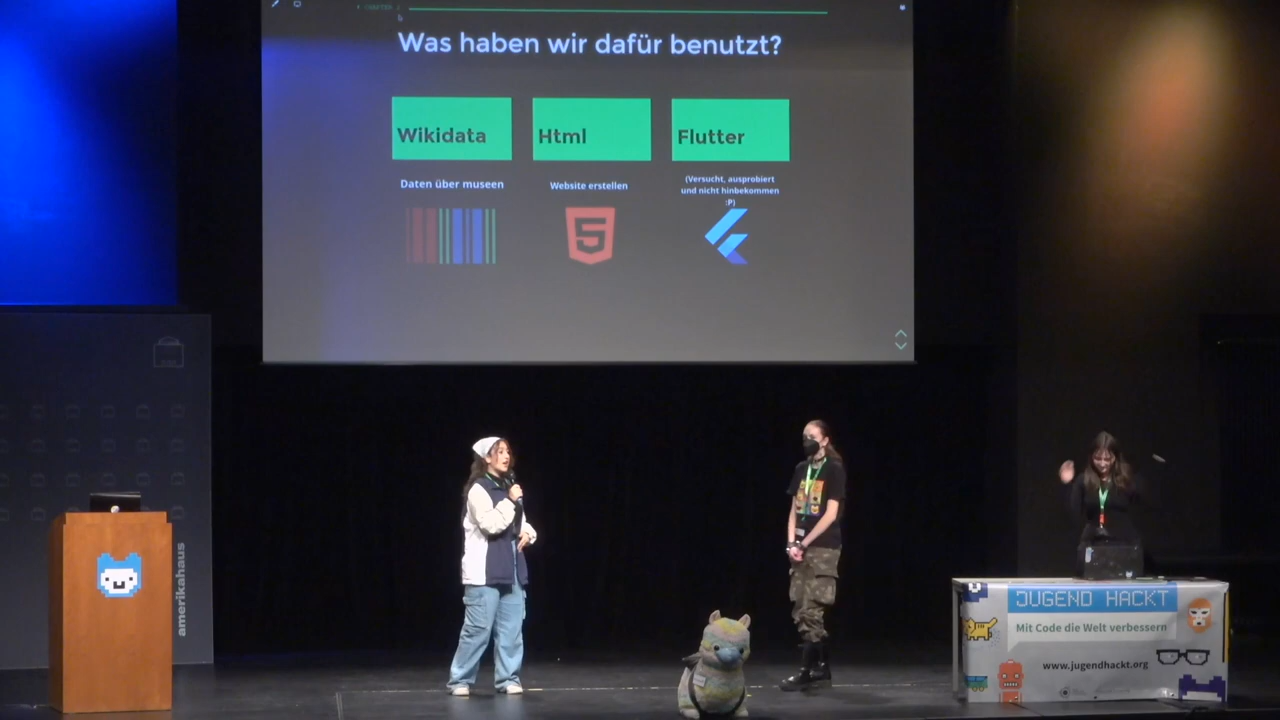 Was haben wir dafür benutzt?
Wikidata
Html
Flutter
Daten über museen
Website erstellen
(Versucht, ausprobiert
und nicht hinbekommen
:P)
5
amerikahaus
JUGEND HACKT
Mit Code die Welt verbessern
www.jugendhackt.org